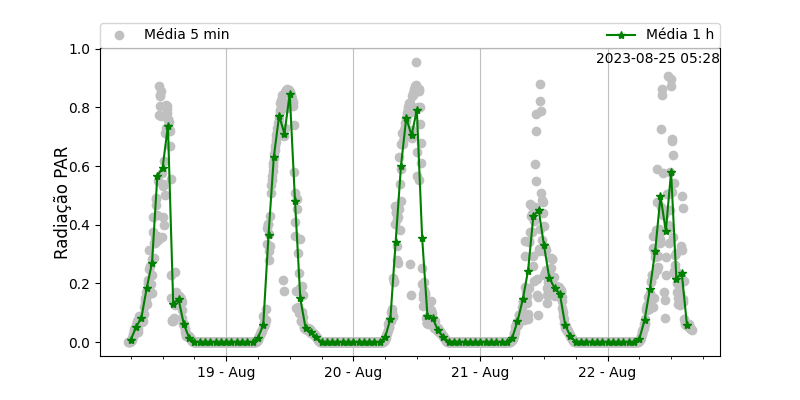 Média 5 min
Média 1 h
2023-08-25 05:28
1.0
0.8
0.6
0.4
0.2
0.0
Radiação PAR
19 - Aug
20 - Aug
21 - Aug
22 - Aug